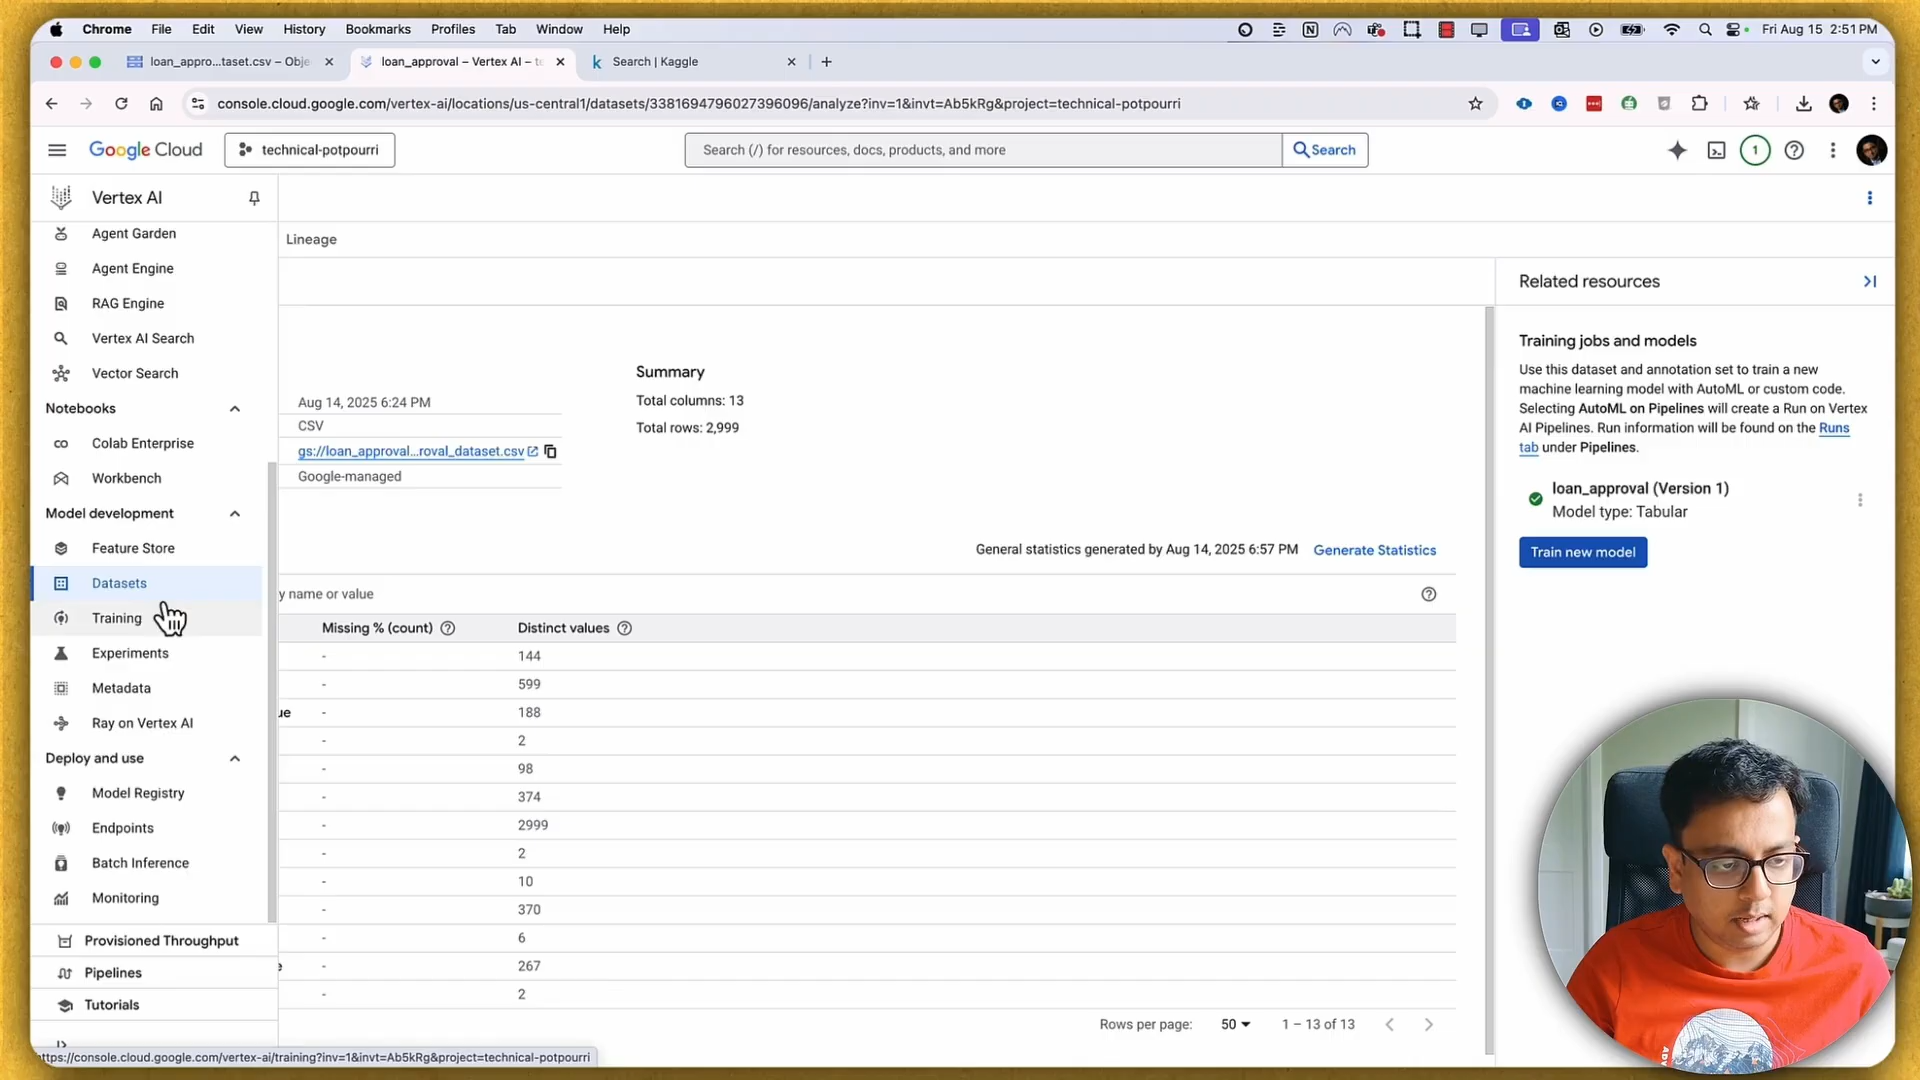 Chrome File Edit View History Bookmarks Profiles Tab Window Help Fri Aug 15 2:51 PM
loan_appro...taset.csv – Obje loan_approval – Vertex AI – te Search | Kaggle
console.cloud.google.com/vertex-ai/locations/us-central1/datasets/3381694796027396096/analyze?inv=1&invt=Ab5kRg&project=technical-potpourri
Google Cloud technical-potpourri Search (/) for resources, docs, products, and more Search 1
Vertex AI
Agent Garden
Agent Engine
RAG Engine
Vertex AI Search
Vector Search
Notebooks
Colab Enterprise
Workbench
Model development
Feature Store
Datasets
Training
Experiments
Metadata
Ray on Vertex AI
Deploy and use
Model Registry
Endpoints
Batch Inference
Monitoring
Provisioned Throughput
Pipelines
Tutorials
https://console.cloud.google.com/vertex-ai/training?inv=1&invt=Ab5kRg&project=technical-potpourri
Lineage
Aug 14, 2025 6:24 PM
CSV
gs://loan_approval...roval_dataset.csv
Google-managed
Summary
Total columns: 13
Total rows: 2,999
General statistics generated by Aug 14, 2025 6:57 PM Generate Statistics
y name or value
Missing % (count) Distinct values
- 144
- 599
ue - 188
- 2
- 98
- 374
- 2999
- 2
- 10
- 370
- 6
e - 267
- 2
Rows per page: 50 1 – 13 of 13
Related resources
Training jobs and models
Use this dataset and annotation set to train a new
machine learning model with AutoML or custom code.
Selecting AutoML on Pipelines will create a Run on Vertex
AI Pipelines. Run information will be found on the Runs
tab under Pipelines.
loan_approval (Version 1)
Model type: Tabular
Train new model